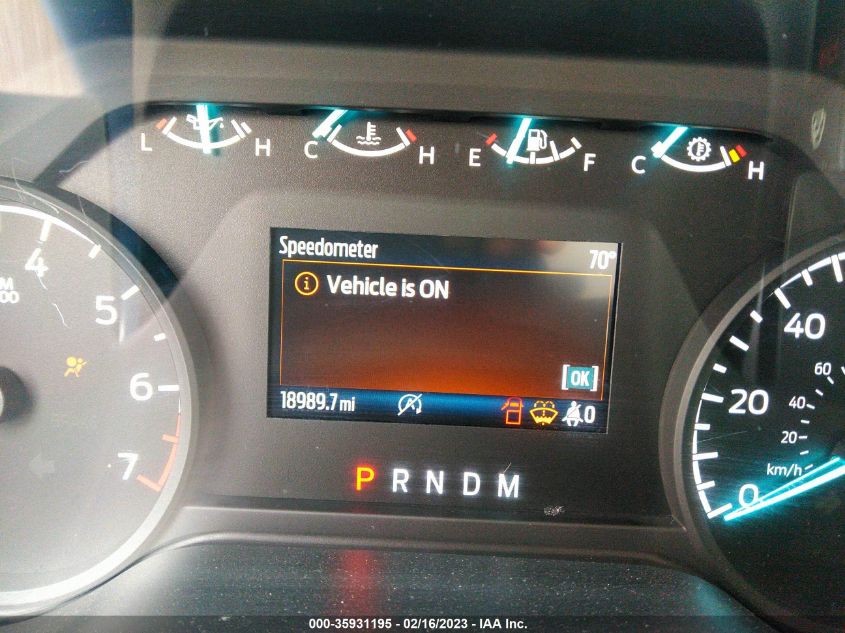 L H C H E F C H
Speedometer 70°
i Vehicle is ON
OK
18989.7 mi 0
P R N D M
4
5
6
7
40
20
0
60
40
20
km/h
000-35931195 - 02/16/2023 - IAA Inc.